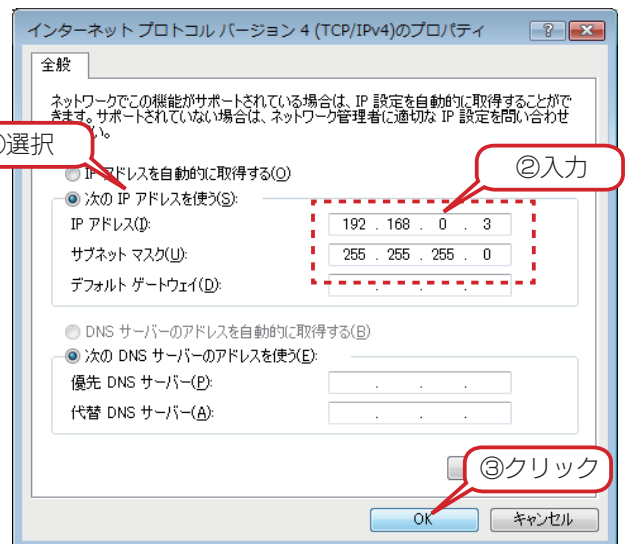 インターネット プロトコル バージョン 4 (TCP/IPv4)のプロパティ
全般
ネットワークでこの機能がサポートされている場合は、IP 設定を自動的に取得することがで
きます。サポートされていない場合は、ネットワーク管理者に適切な IP 設定を問い合わせ
い。
選択
IP アドレスを自動的に取得する(O)
②入力
次の IP アドレスを使う(S):
IP アドレス(I): 192 . 168 . 0 . 3
サブネット マスク(U): 255 . 255 . 255 . 0
デフォルト ゲートウェイ(D): . . .
DNS サーバーのアドレスを自動的に取得する(B)
次の DNS サーバーのアドレスを使う(E):
優先 DNS サーバー(P): . . .
代替 DNS サーバー(A): . . .
③クリック
OK キャンセル